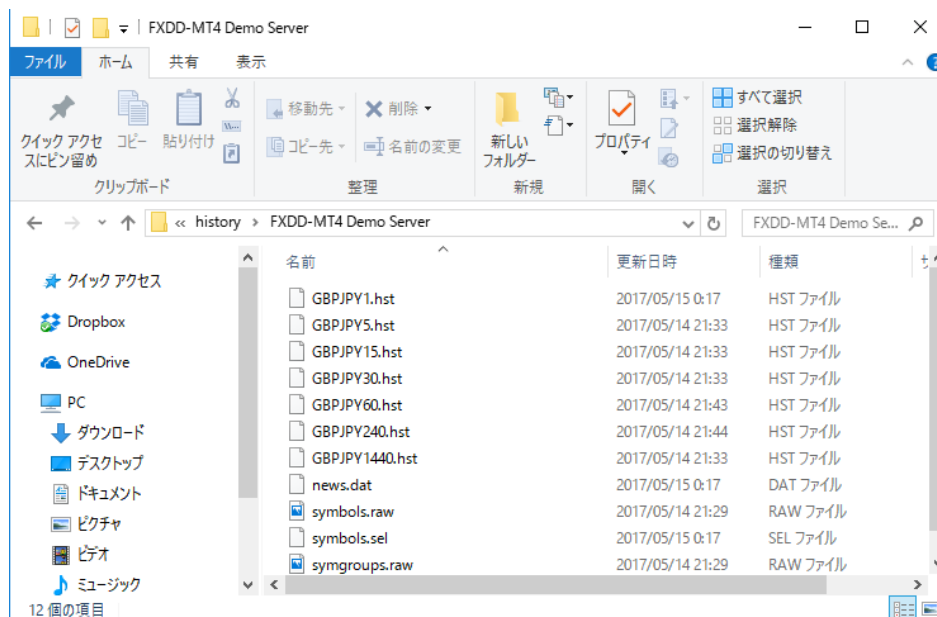 FXDD-MT4 Demo Server
ファイル ホーム 共有 表示
クイック アクセスにピン留め
コピー
貼り付け
移動先
コピー先
削除
名前の変更
新しいフォルダー
プロパティ
すべて選択
選択解除
選択の切り替え
クリップボード 整理 新規 開く 選択
« history › FXDD-MT4 Demo Server
FXDD-MT4 Demo Se...
名前 更新日時 種類
クイック アクセス
Dropbox
OneDrive
PC
ダウンロード
デスクトップ
ドキュメント
ピクチャ
ビデオ
ミュージック
GBPJPY1.hst 2017/05/15 0:17 HST ファイル
GBPJPY5.hst 2017/05/14 21:33 HST ファイル
GBPJPY15.hst 2017/05/14 21:33 HST ファイル
GBPJPY30.hst 2017/05/14 21:33 HST ファイル
GBPJPY60.hst 2017/05/14 21:43 HST ファイル
GBPJPY240.hst 2017/05/14 21:44 HST ファイル
GBPJPY1440.hst 2017/05/14 21:33 HST ファイル
news.dat 2017/05/15 0:17 DAT ファイル
symbols.raw 2017/05/14 21:29 RAW ファイル
symbols.sel 2017/05/15 0:17 SEL ファイル
symgroups.raw 2017/05/14 21:29 RAW ファイル
12 個の項目